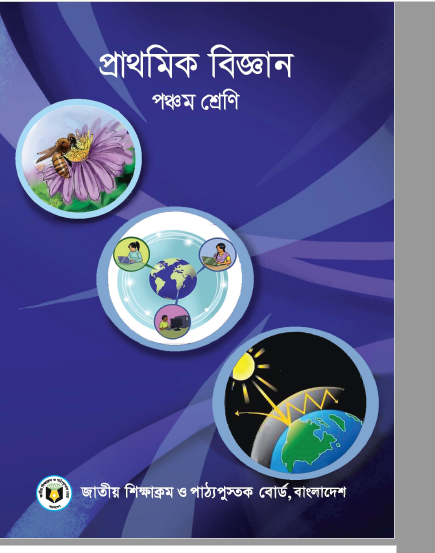 প্রাথমিক বিজ্ঞান
পঞ্চম শ্রেণি
জাতীয় শিক্ষাক্রম ও পাঠ্যপুস্তক বোর্ড, বাংলাদেশ